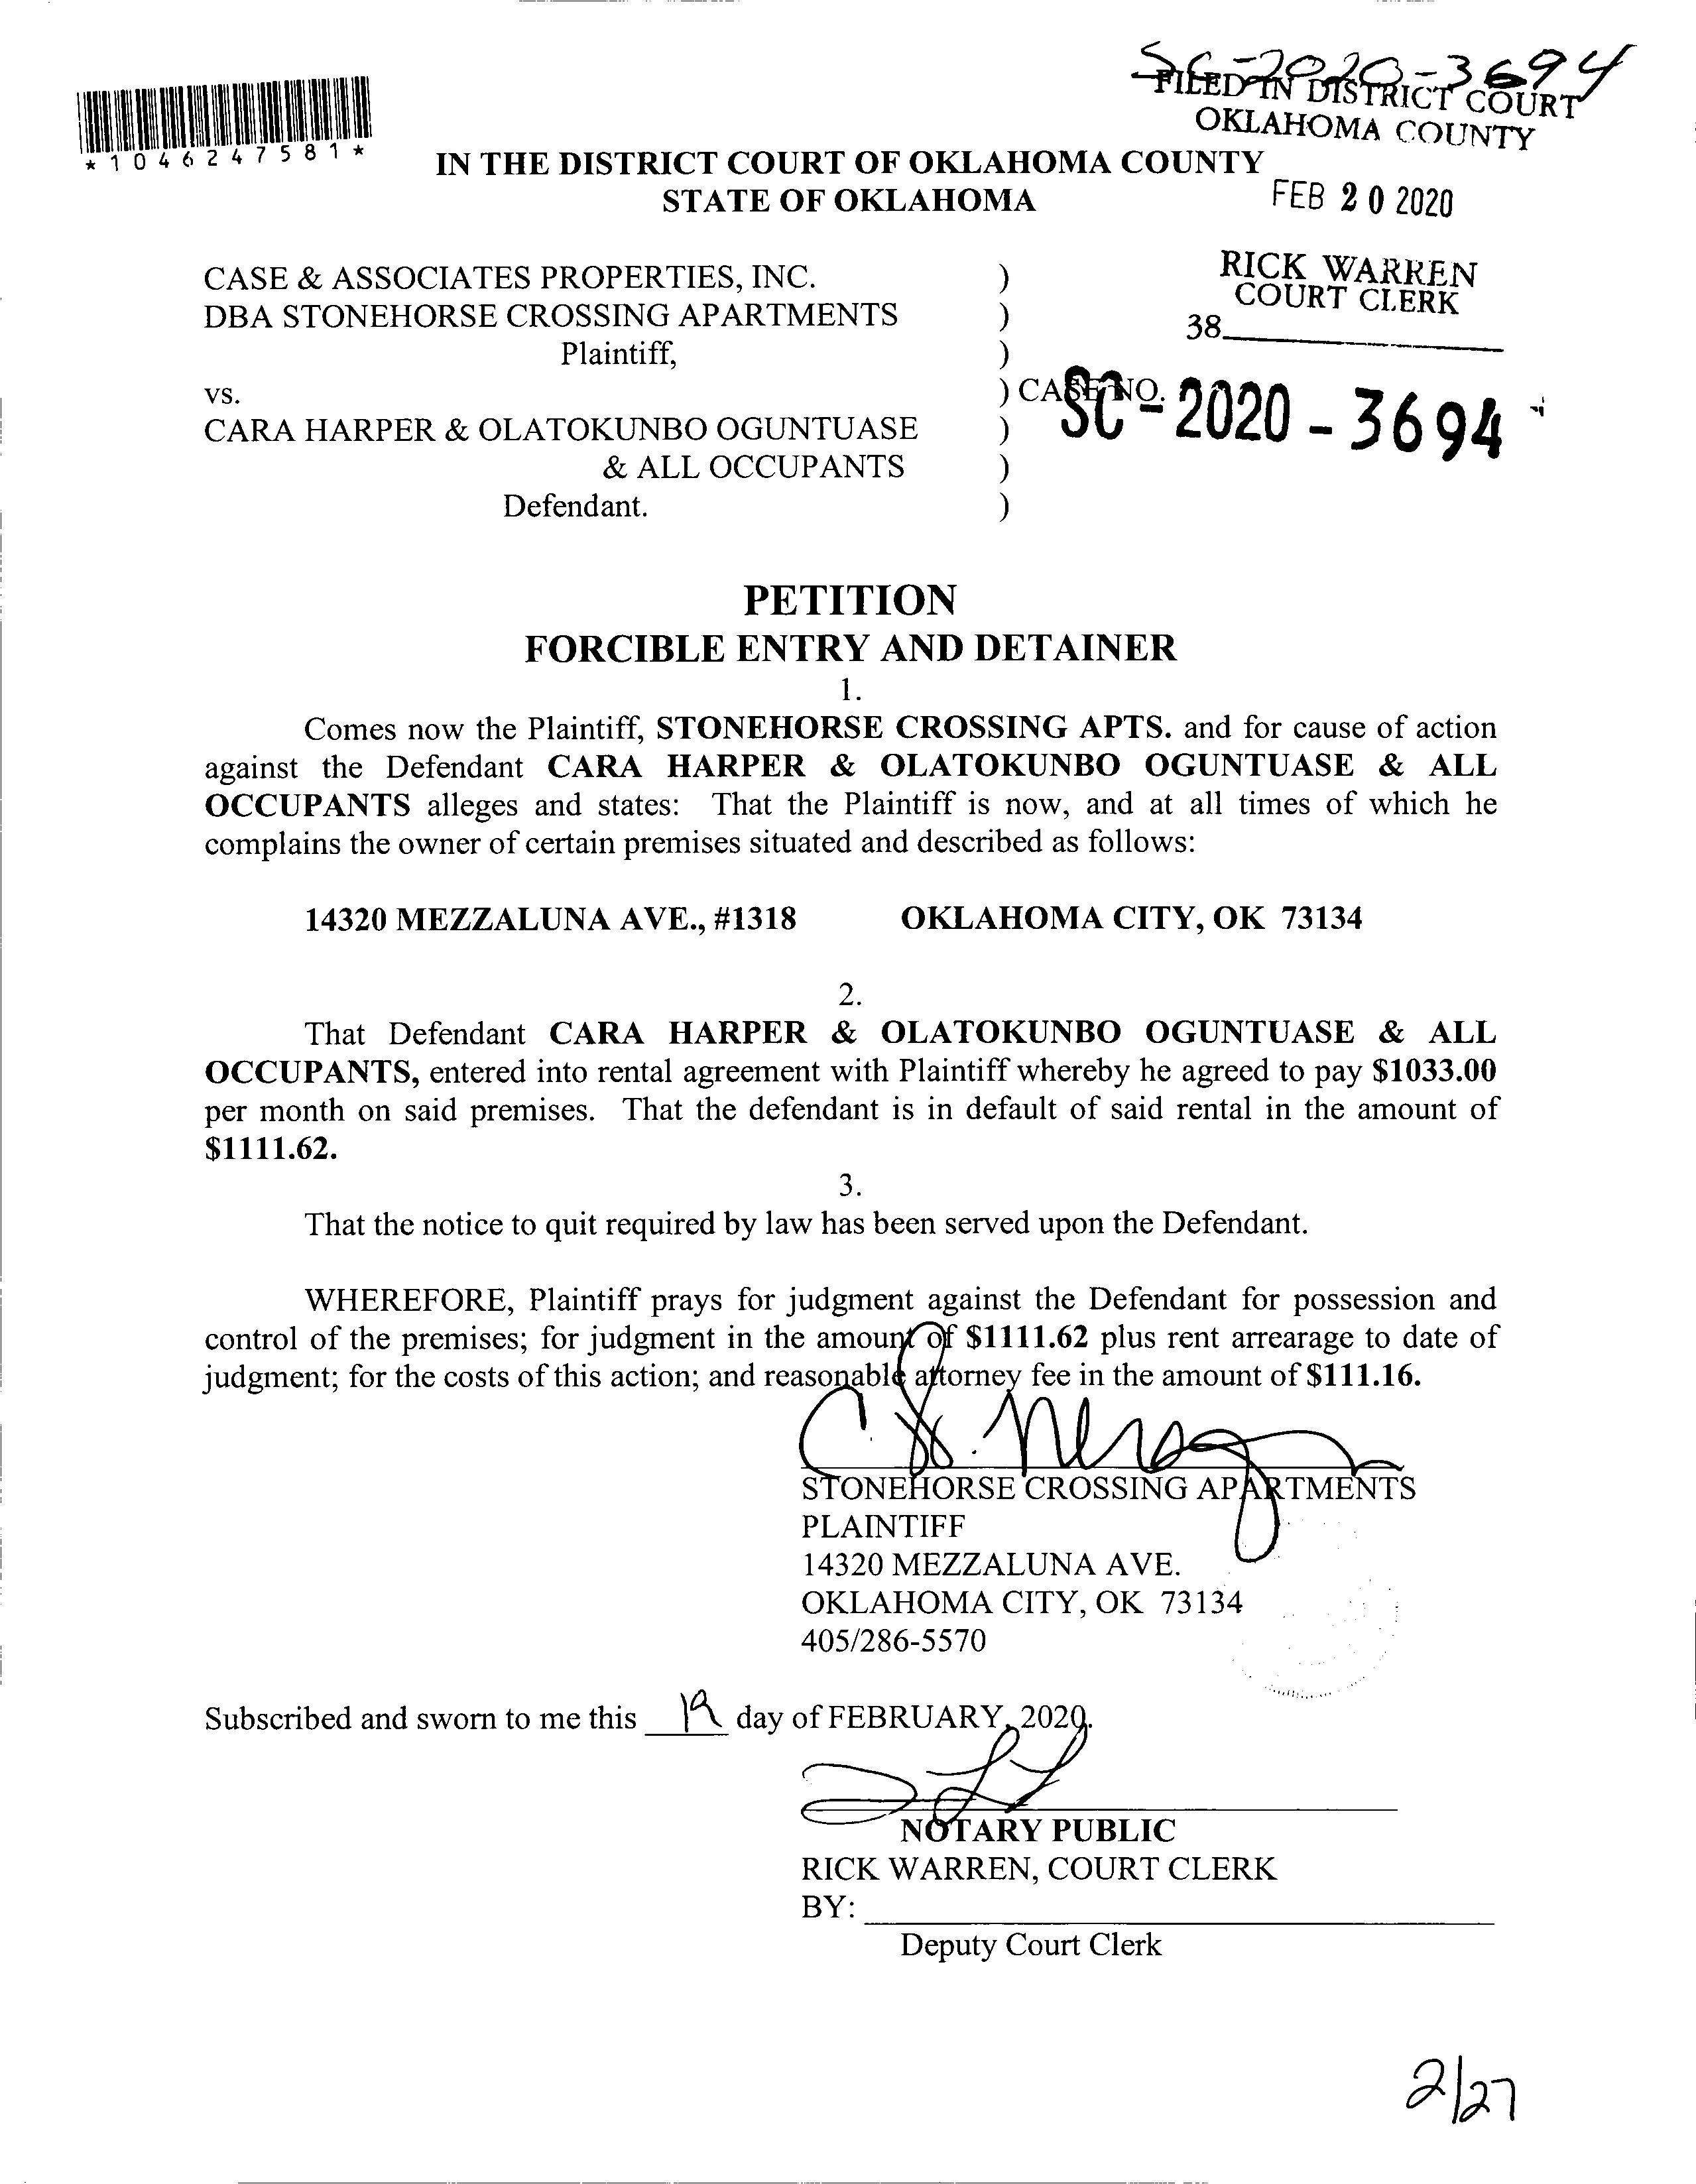 SC-2020-3694
FILED IN DISTRICT COURT
OKLAHOMA COUNTY
*1046247581*
IN THE DISTRICT COURT OF OKLAHOMA COUNTY
STATE OF OKLAHOMA
FEB 20 2020
RICK WARREN
COURT CLERK
38
CASE & ASSOCIATES PROPERTIES, INC. )
DBA STONEHORSE CROSSING APARTMENTS )
Plaintiff, )
vs. ) CASE NO. SC-2020-3694
CARA HARPER & OLATOKUNBO OGUNTUASE )
& ALL OCCUPANTS )
Defendant. )
PETITION
FORCIBLE ENTRY AND DETAINER
1.
Comes now the Plaintiff, STONEHORSE CROSSING APTS. and for cause of action
against the Defendant CARA HARPER & OLATOKUNBO OGUNTUASE & ALL
OCCUPANTS alleges and states: That the Plaintiff is now, and at all times of which he
complains the owner of certain premises situated and described as follows:
14320 MEZZALUNA AVE., #1318 OKLAHOMA CITY, OK 73134
2.
That Defendant CARA HARPER & OLATOKUNBO OGUNTUASE & ALL
OCCUPANTS, entered into rental agreement with Plaintiff whereby he agreed to pay $1033.00
per month on said premises. That the defendant is in default of said rental in the amount of
$1111.62.
3.
That the notice to quit required by law has been served upon the Defendant.
WHEREFORE, Plaintiff prays for judgment against the Defendant for possession and
control of the premises; for judgment in the amount of $1111.62 plus rent arrearage to date of
judgment; for the costs of this action; and reasonable attorney fee in the amount of $111.16.
STONEHORSE CROSSING APARTMENTS
PLAINTIFF
14320 MEZZALUNA AVE.
OKLAHOMA CITY, OK 73134
405/286-5570
Subscribed and sworn to me this 19 day of FEBRUARY, 2020.
NOTARY PUBLIC
RICK WARREN, COURT CLERK
BY:
Deputy Court Clerk
2/27